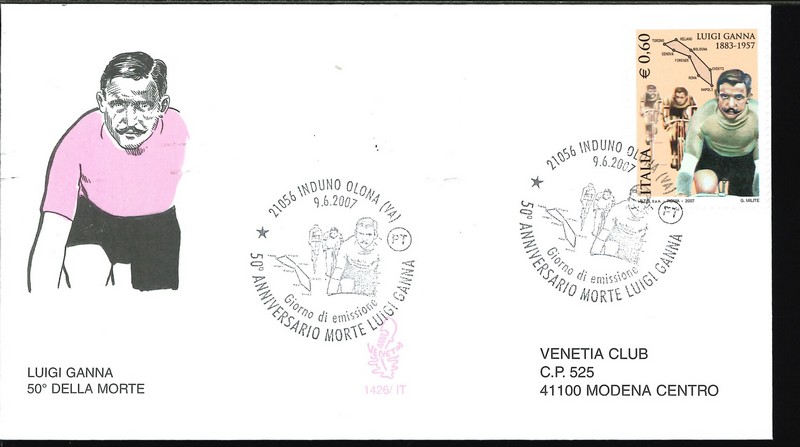 LUIGI GANNA
1883-1957
€ 0,60
ITALIA
TORINO
MILANO
GENOVA
BOLOGNA
FIRENZE
CHIETI
ROMA
NAPOLI
ROMA - 2007
G. MILITE
21056 INDUNO OLONA (VA)
9.6.2007
PT
Giorno di emissione
50° ANNIVERSARIO MORTE LUIGI GANNA
21056 INDUNO OLONA (VA)
9.6.2007
PT
Giorno di emissione
50° ANNIVERSARIO MORTE LUIGI GANNA
1426/ IT
LUIGI GANNA
50° DELLA MORTE
VENETIA CLUB
C.P. 525
41100 MODENA CENTRO